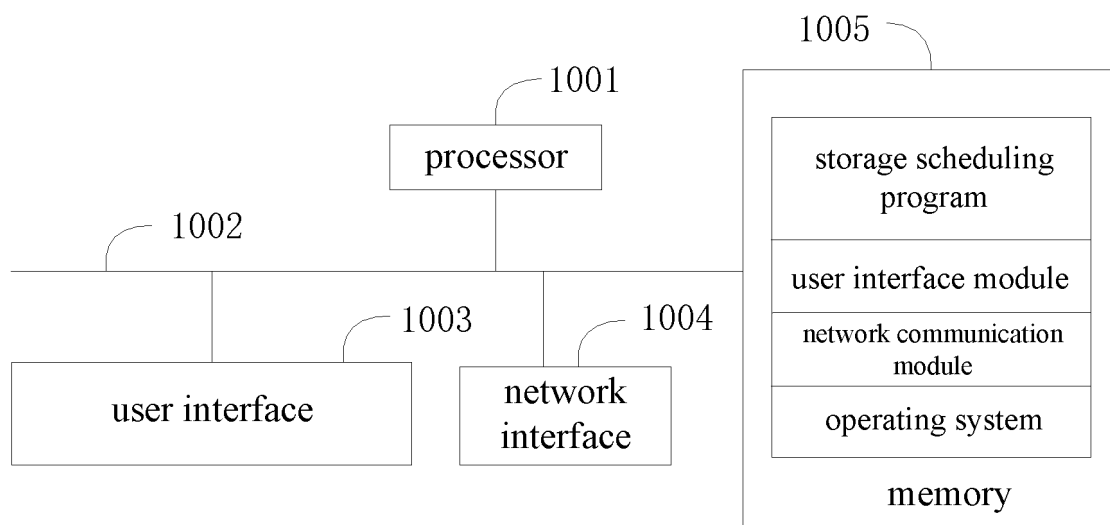 1005
1001
processor
storage scheduling
program
1002
user interface module
1003
1004
network communication
module
user interface
network
interface
operating system
memory